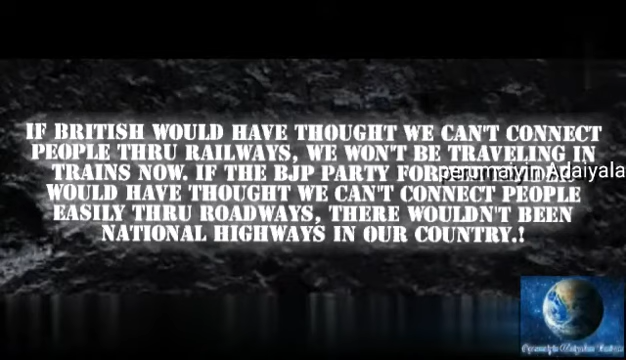 IF BRITISH WOULD HAVE THOUGHT WE CAN'T CONNECT
PEOPLE THRU RAILWAYS, WE WON'T BE TRAVELING IN
TRAINS NOW. IF THE BJP PARTY
perumaiyin Adaiyala
WOULD HAVE THOUGHT WE CAN'T CONNECT PEOPLE
EASILY THRU ROADWAYS, THERE WOULDN'T BEEN
NATIONAL HIGHWAYS IN OUR COUNTRY.!